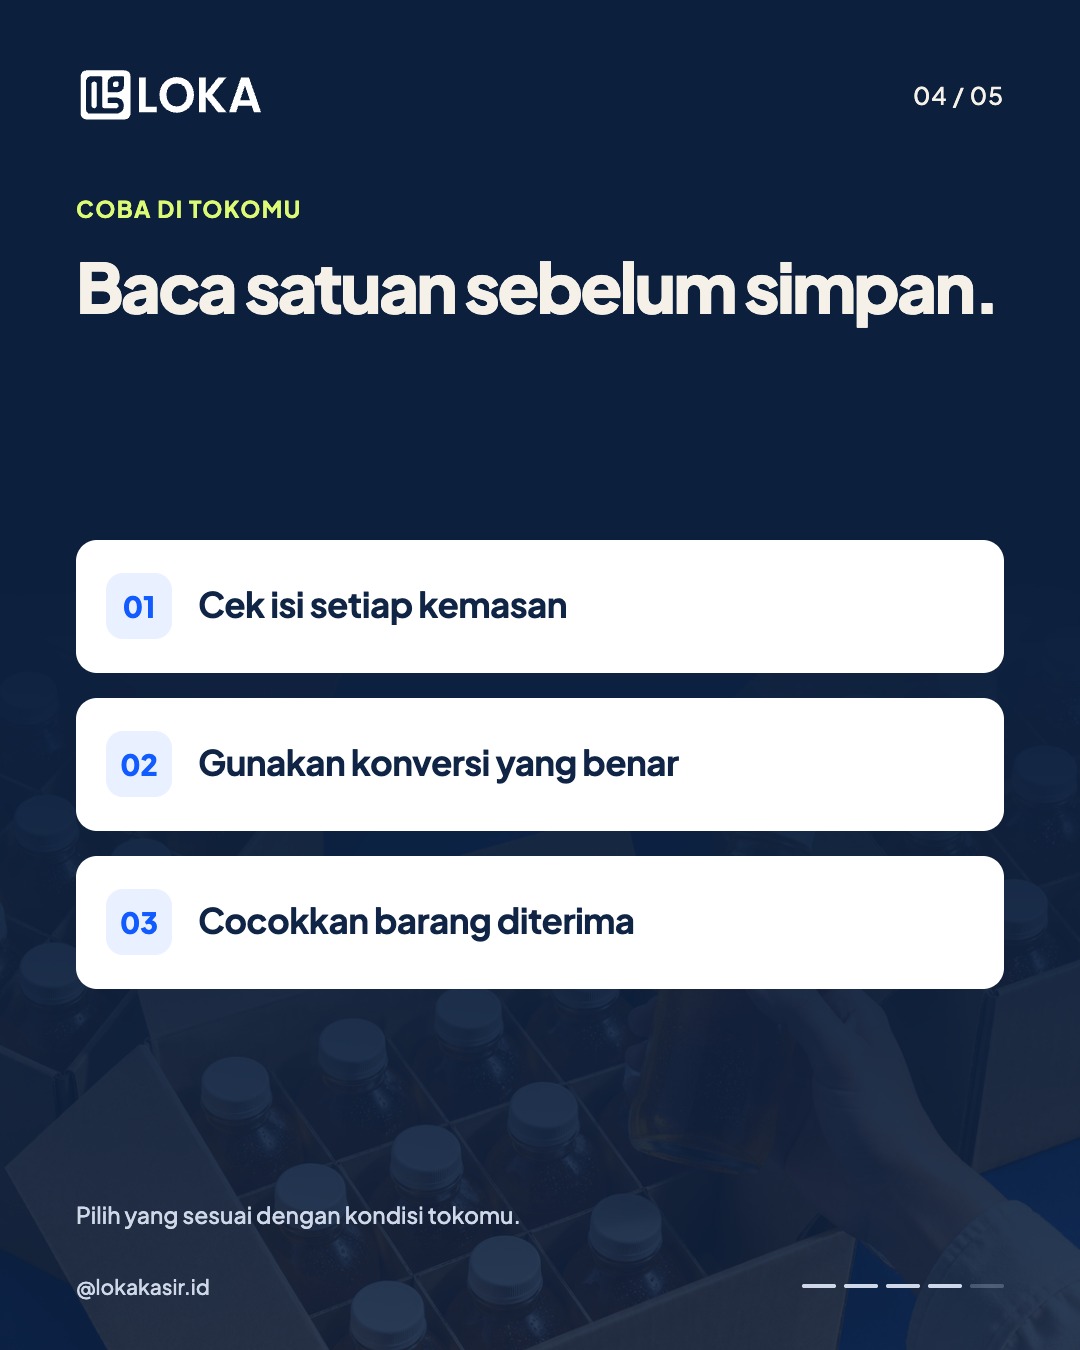 LOKA
04 / 05
COBA DI TOKOMU
Baca satuan sebelum simpan.
01 Cek isi setiap kemasan
02 Gunakan konversi yang benar
03 Cocokkan barang diterima
Pilih yang sesuai dengan kondisi tokomu.
@lokakasir.id